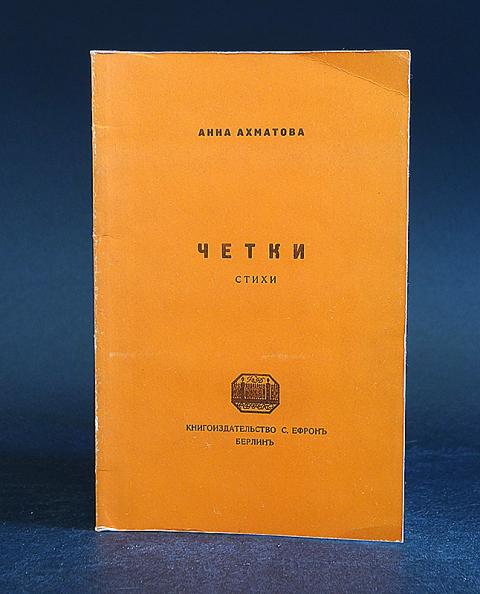 АННА АХМАТОВА
ЧЕТКИ
СТИХИ
КНИГОИЗДАТЕЛЬСТВО С. ЕФРОНЪ
БЕРЛИНЪ